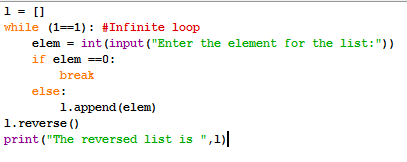 l = []
while (1==1): #Infinite loop
    elem = int(input("Enter the element for the list:"))
    if elem ==0:
        break
    else:
        l.append(elem)
l.reverse()
print("The reversed list is ",l)